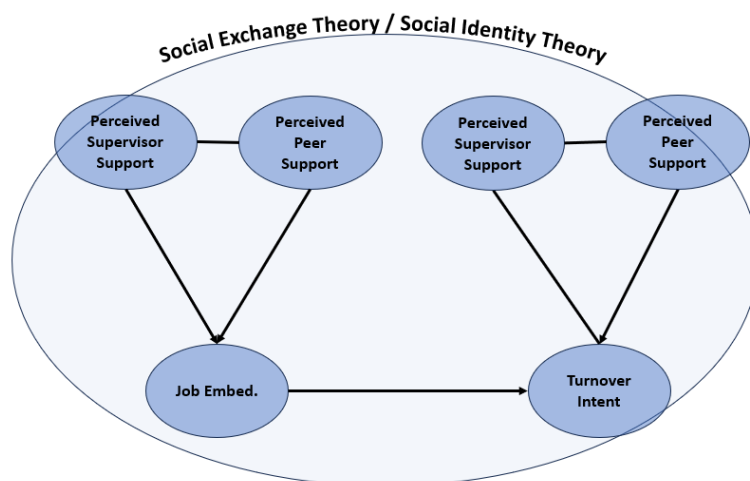 Social Exchange Theory / Social Identity Theory
Perceived
Supervisor
Support
Perceived
Peer
Support
Perceived
Supervisor
Support
Perceived
Peer
Support
Job Embed.
Turnover
Intent